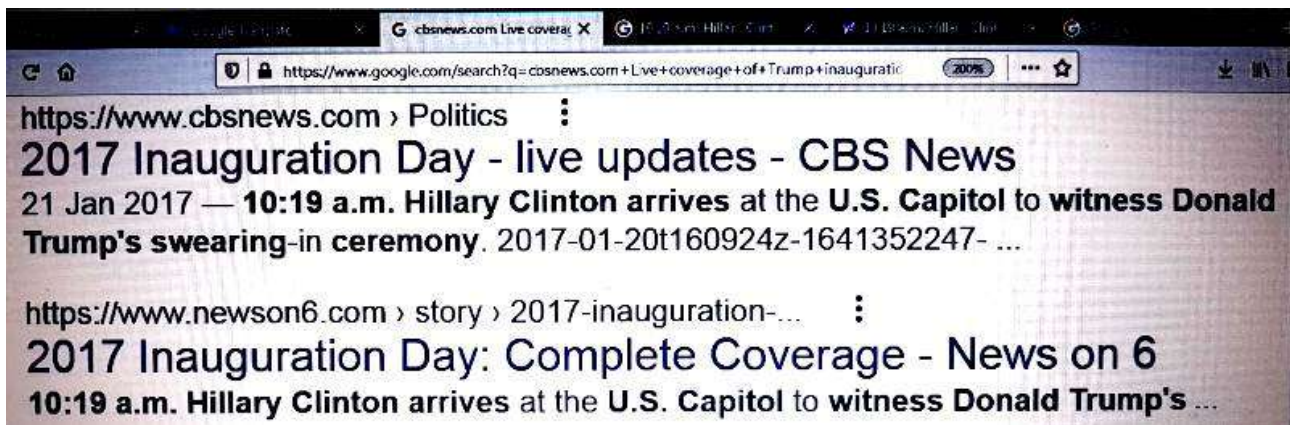 G cbsnews.com Live coverag X
https://www.google.com/search?q=cbsnews.com+Live+coverage+of+Trump+inauguratic 200%
https://www.cbsnews.com › Politics
2017 Inauguration Day - live updates - CBS News
21 Jan 2017 — 10:19 a.m. Hillary Clinton arrives at the U.S. Capitol to witness Donald
Trump's swearing-in ceremony. 2017-01-20t160924z-1641352247- ...
https://www.newson6.com › story › 2017-inauguration-...
2017 Inauguration Day: Complete Coverage - News on 6
10:19 a.m. Hillary Clinton arrives at the U.S. Capitol to witness Donald Trump's ...